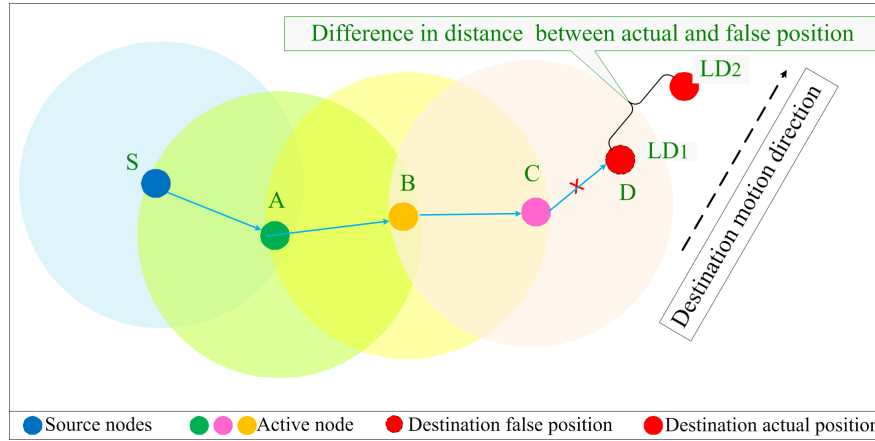 Difference in distance between actual and false position
LD2
S
A
B
C
LD1
D
Destination motion direction
Source nodes
Active node
Destination false position
Destination actual position